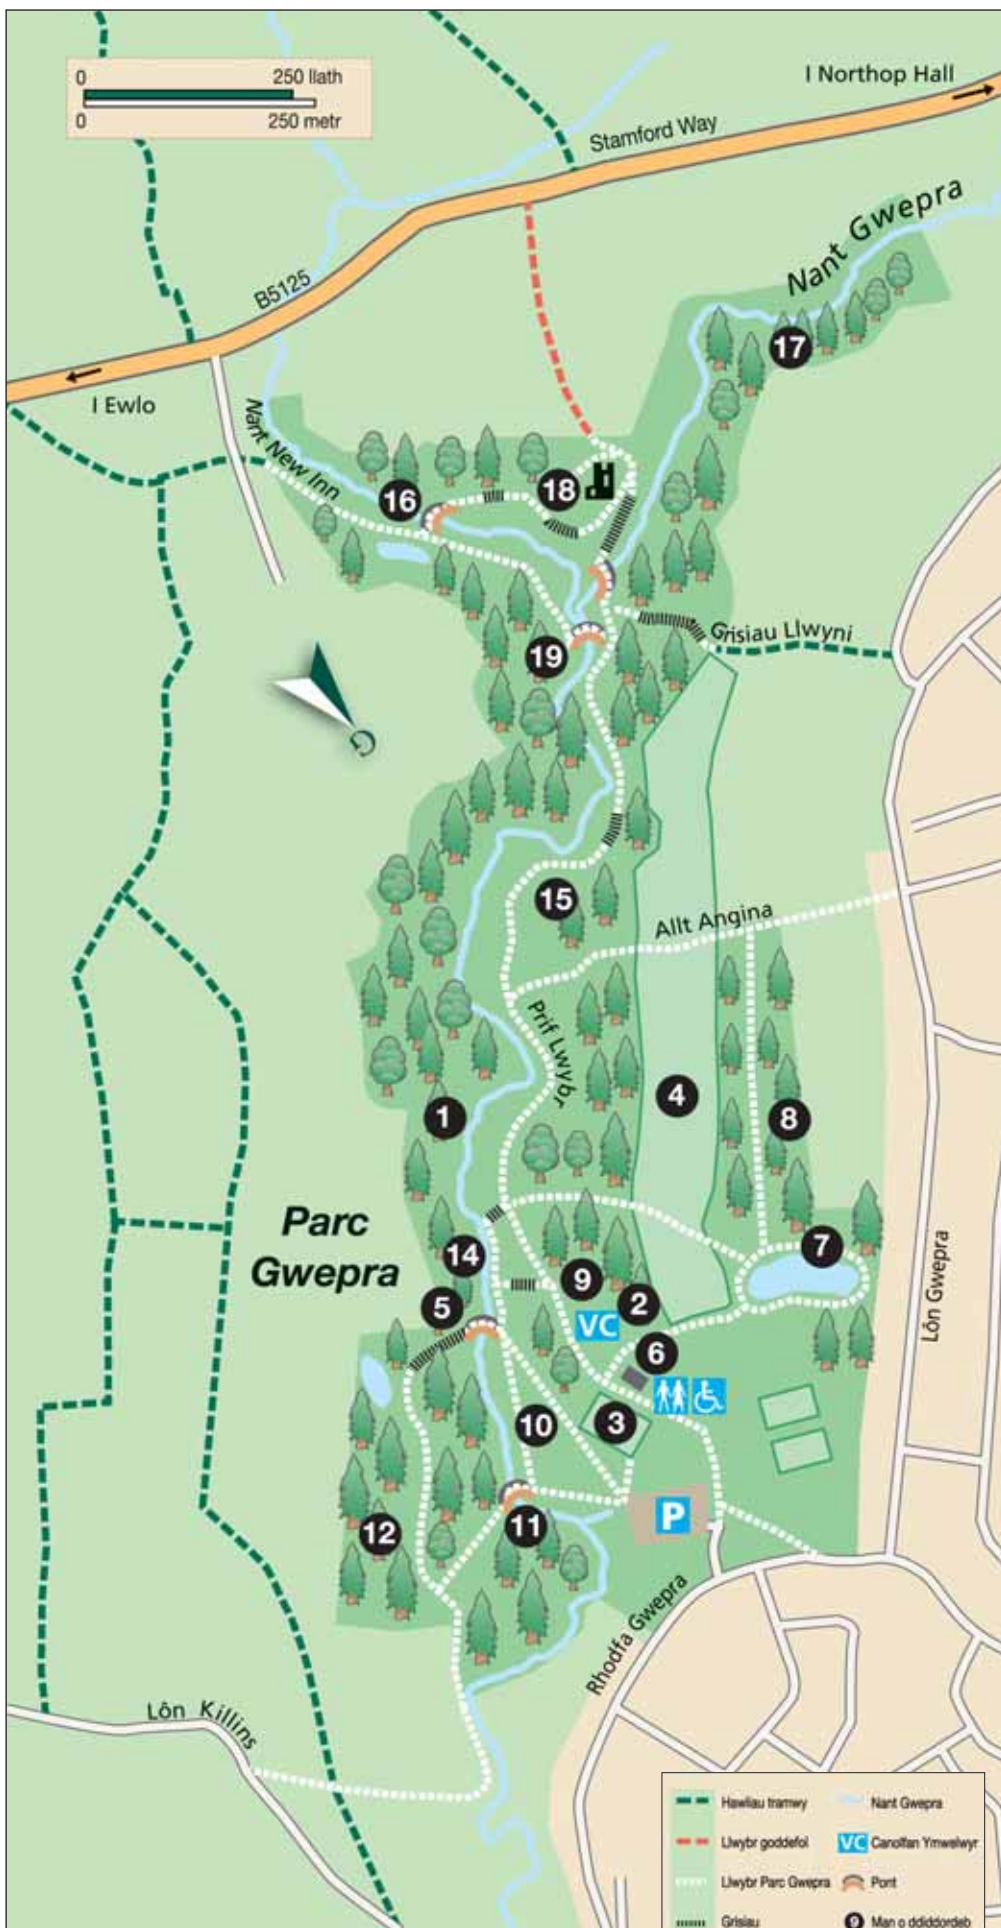 0 250 llath
0 250 metr
I Northop Hall
Stamford Way
Nant Gwepra
B5125
I Ewlo
17
Nant New Inn
18
16
Grisiau Llwyni
19
G
15
Allt Angina
Prif Lwybr
4
1
8
Parc
Gwepra
14
7
9
5
2
VC
6
Lôn Gwepra
3
10
P
11
12
Rhodfa Gwepra
Lôn Killins
Hawliau tramwy
Nant Gwepra
Llwybr goddefol
VC Canolfan Ymwelwyr
Llwybr Parc Gwepra
Pont
Grisiau
9 Man o ddiddordeb